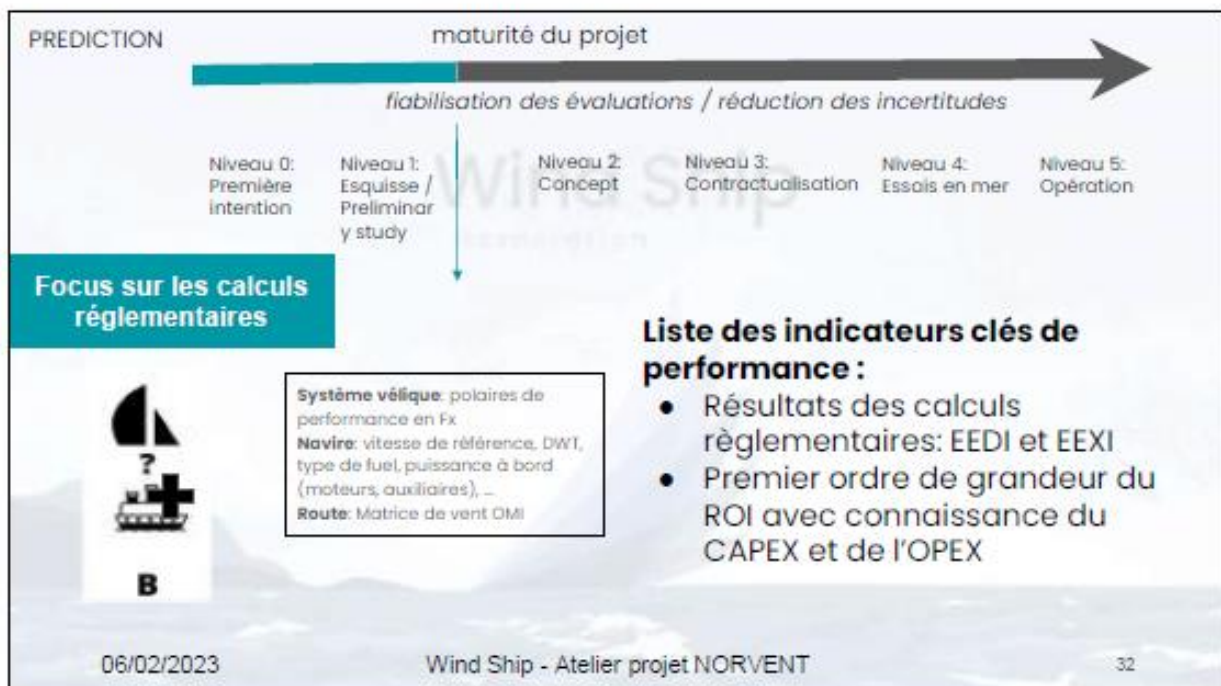 PREDICTION
maturité du projet
fiabilisation des évaluations / réduction des incertitudes
Niveau 0:
Première
intention
Niveau 1:
Esquisse /
Preliminar
y study
Niveau 2:
Concept
Niveau 3:
Contractualisation
Niveau 4:
Essais en mer
Niveau 5:
Opération
Wind Ship
association
Focus sur les calculs
réglementaires
?
B
Système vélique: polaires de
performance en Fx
Navire: vitesse de référence, DWT,
type de fuel, puissance à bord
(moteurs, auxiliaires), ...
Route: Matrice de vent OMI
Liste des indicateurs clés de
performance :
● Résultats des calculs
règlementaires: EEDI et EEXI
● Premier ordre de grandeur du
ROI avec connaissance du
CAPEX et de l'OPEX
06/02/2023
Wind Ship - Atelier projet NORVENT
32